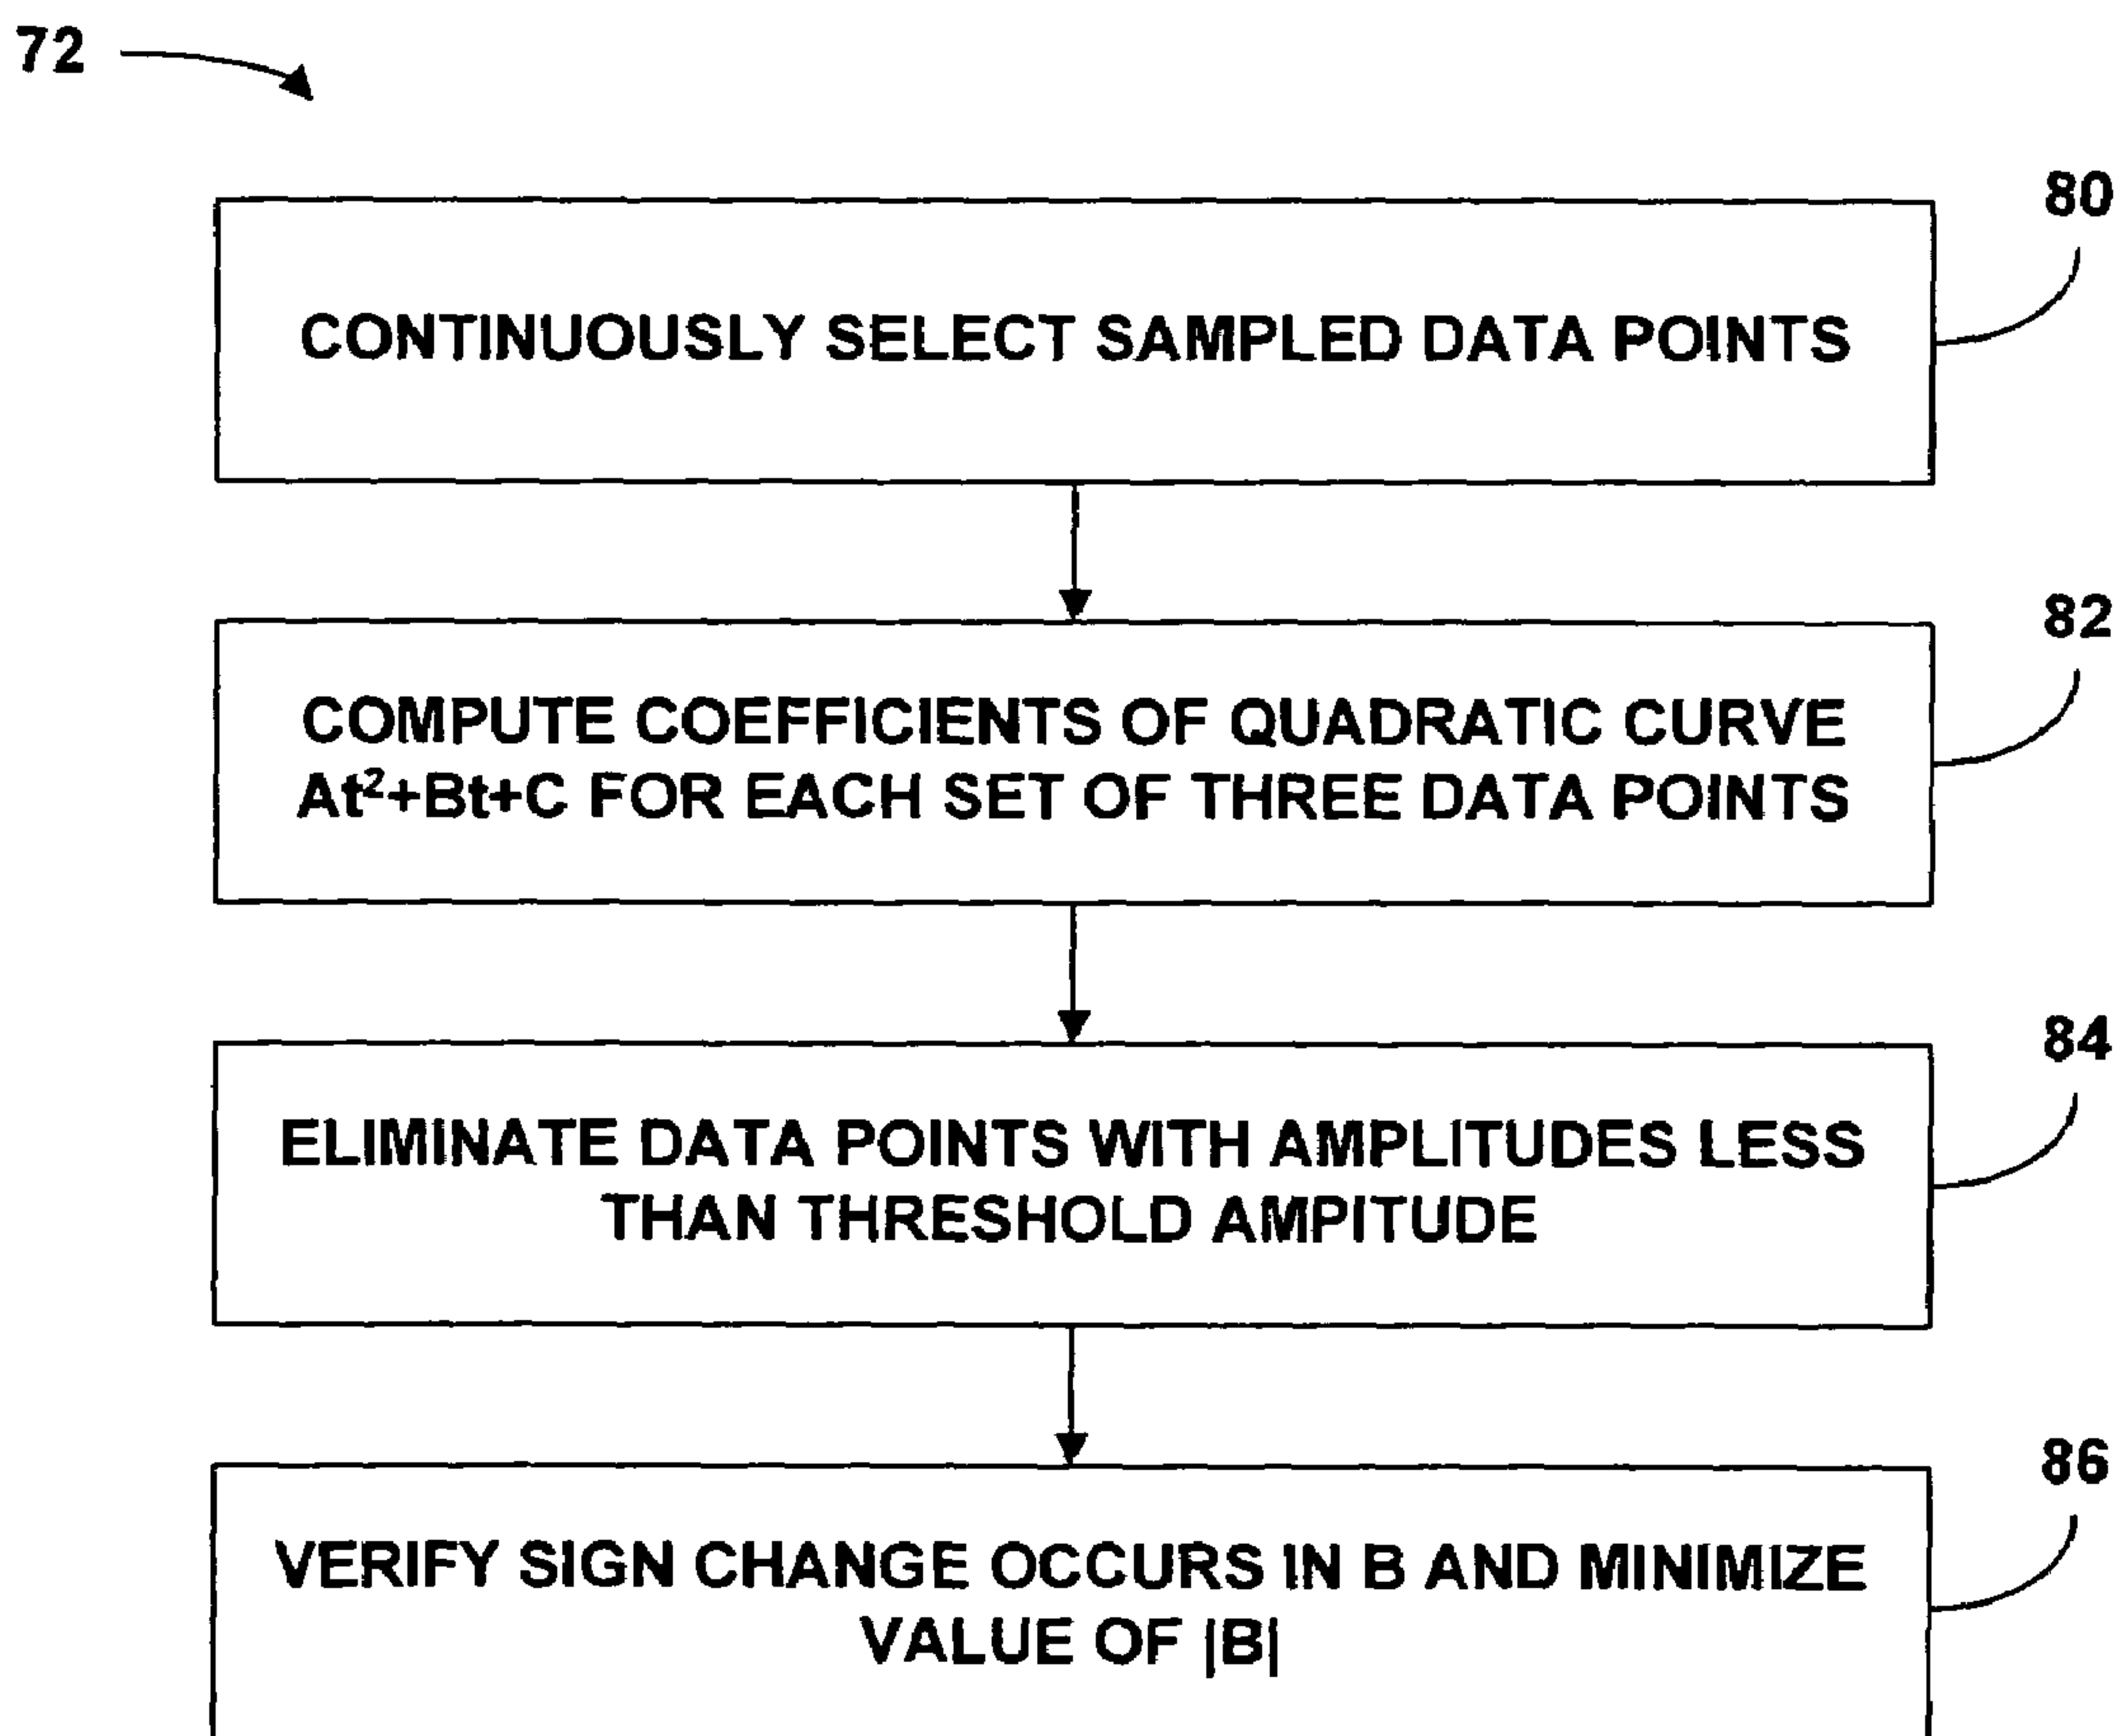 72
80
CONTINUOUSLY SELECT SAMPLED DATA POINTS
82
COMPUTE COEFFICIENTS OF QUADRATIC CURVE
At²+Bt+C FOR EACH SET OF THREE DATA POINTS
84
ELIMINATE DATA POINTS WITH AMPLITUDES LESS
THAN THRESHOLD AMPITUDE
86
VERIFY SIGN CHANGE OCCURS IN B AND MINIMIZE
VALUE OF |B|